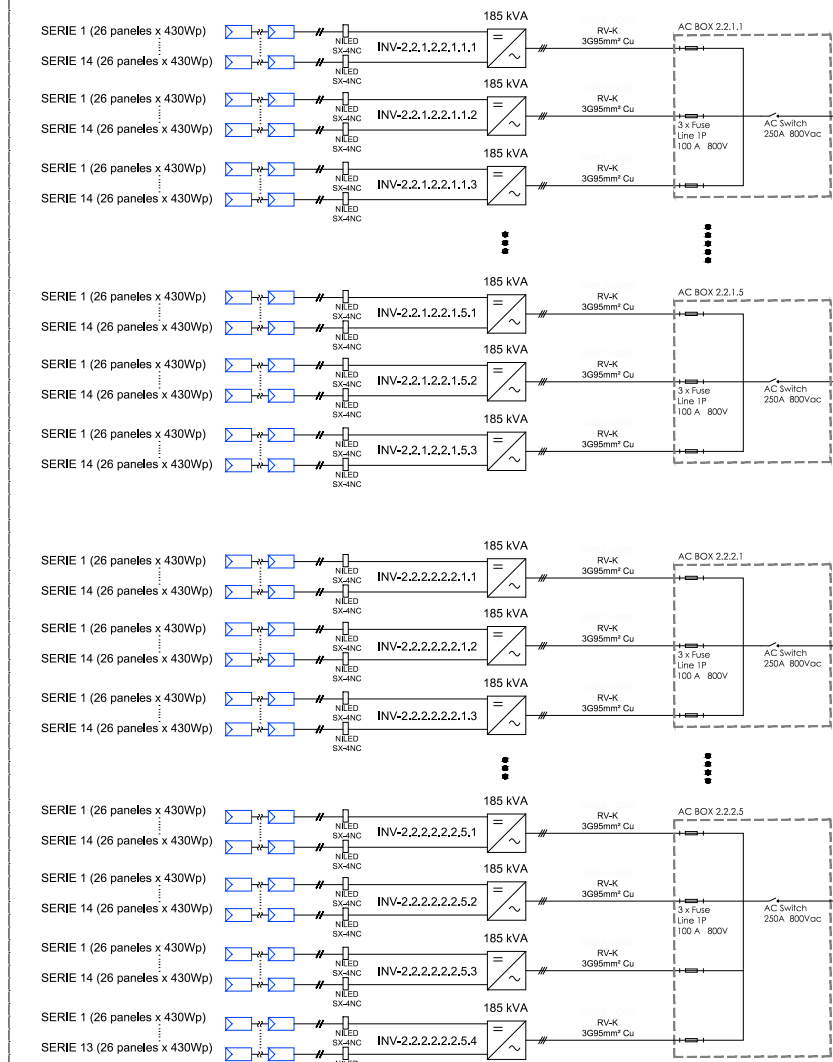 185 kVA
SERIE 1 (26 paneles x 430Wp)
SERIE 14 (26 paneles x 430Wp)
NILED
SX-4NC
NILED
SX-4NC
INV-2.2.1.2.2.1.1.1
RV-K
3G95mm² Cu
AC BOX 2.2.1.1
185 kVA
SERIE 1 (26 paneles x 430Wp)
SERIE 14 (26 paneles x 430Wp)
NILED
SX-4NC
NILED
SX-4NC
INV-2.2.1.2.2.1.1.2
RV-K
3G95mm² Cu
3 x Fuse
Line 1P
100 A 800V
AC Switch
250A 800Vac
185 kVA
SERIE 1 (26 paneles x 430Wp)
SERIE 14 (26 paneles x 430Wp)
NILED
SX-4NC
NILED
SX-4NC
INV-2.2.1.2.2.1.1.3
RV-K
3G95mm² Cu
185 kVA
SERIE 1 (26 paneles x 430Wp)
SERIE 14 (26 paneles x 430Wp)
NILED
SX-4NC
NILED
SX-4NC
INV-2.2.1.2.2.1.5.1
RV-K
3G95mm² Cu
AC BOX 2.2.1.5
185 kVA
SERIE 1 (26 paneles x 430Wp)
SERIE 14 (26 paneles x 430Wp)
NILED
SX-4NC
NILED
SX-4NC
INV-2.2.1.2.2.1.5.2
RV-K
3G95mm² Cu
3 x Fuse
Line 1P
100 A 800V
AC Switch
250A 800Vac
185 kVA
SERIE 1 (26 paneles x 430Wp)
SERIE 14 (26 paneles x 430Wp)
NILED
SX-4NC
NILED
SX-4NC
INV-2.2.1.2.2.1.5.3
RV-K
3G95mm² Cu
185 kVA
SERIE 1 (26 paneles x 430Wp)
SERIE 14 (26 paneles x 430Wp)
NILED
SX-4NC
NILED
SX-4NC
INV-2.2.2.2.2.2.1.1
RV-K
3G95mm² Cu
AC BOX 2.2.2.1
185 kVA
SERIE 1 (26 paneles x 430Wp)
SERIE 14 (26 paneles x 430Wp)
NILED
SX-4NC
NILED
SX-4NC
INV-2.2.2.2.2.2.1.2
RV-K
3G95mm² Cu
3 x Fuse
Line 1P
100 A 800V
AC Switch
250A 800Vac
185 kVA
SERIE 1 (26 paneles x 430Wp)
SERIE 14 (26 paneles x 430Wp)
NILED
SX-4NC
NILED
SX-4NC
INV-2.2.2.2.2.2.1.3
RV-K
3G95mm² Cu
185 kVA
SERIE 1 (26 paneles x 430Wp)
SERIE 14 (26 paneles x 430Wp)
NILED
SX-4NC
NILED
SX-4NC
INV-2.2.2.2.2.2.5.1
RV-K
3G95mm² Cu
AC BOX 2.2.2.5
185 kVA
SERIE 1 (26 paneles x 430Wp)
SERIE 14 (26 paneles x 430Wp)
NILED
SX-4NC
NILED
SX-4NC
INV-2.2.2.2.2.2.5.2
RV-K
3G95mm² Cu
3 x Fuse
Line 1P
100 A 800V
AC Switch
250A 800Vac
185 kVA
SERIE 1 (26 paneles x 430Wp)
SERIE 14 (26 paneles x 430Wp)
NILED
SX-4NC
NILED
SX-4NC
INV-2.2.2.2.2.2.5.3
RV-K
3G95mm² Cu
185 kVA
SERIE 1 (26 paneles x 430Wp)
SERIE 13 (26 paneles x 430Wp)
NILED
SX-4NC
INV-2.2.2.2.2.2.5.4
RV-K
3G95mm² Cu